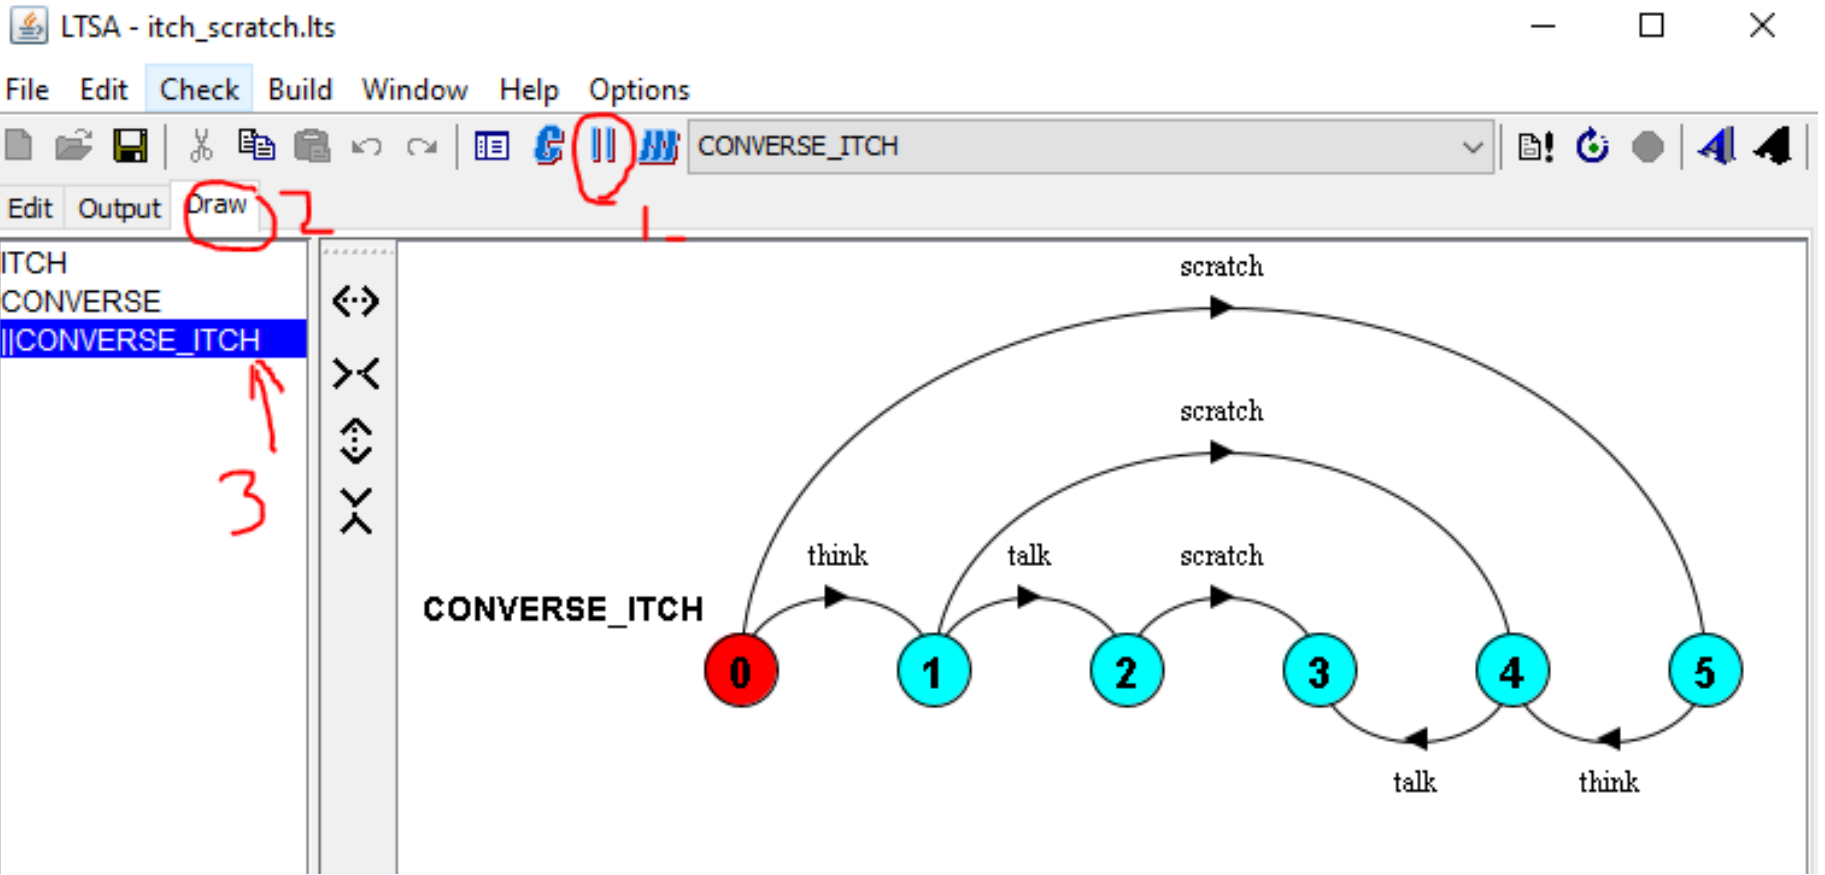 LTSA - itch_scratch.lts
File Edit Check Build Window Help Options
CONVERSE_ITCH
Edit Output Draw 2
1
ITCH
CONVERSE
||CONVERSE_ITCH
3
scratch
scratch
think talk scratch
CONVERSE_ITCH
0 1 2 3 4 5
talk think